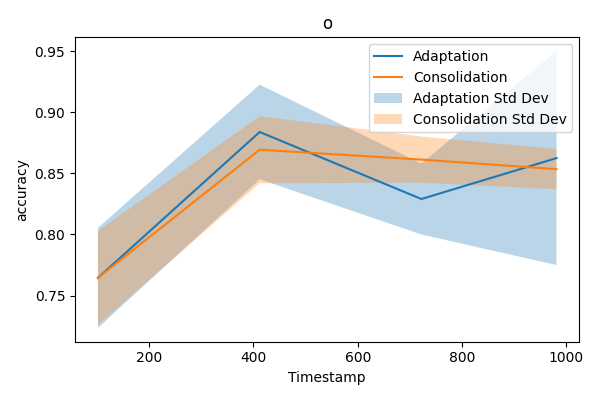 o
0.95
0.90
0.85
0.80
0.75
accuracy
Adaptation
Consolidation
Adaptation Std Dev
Consolidation Std Dev
200
400
600
800
1000
Timestamp